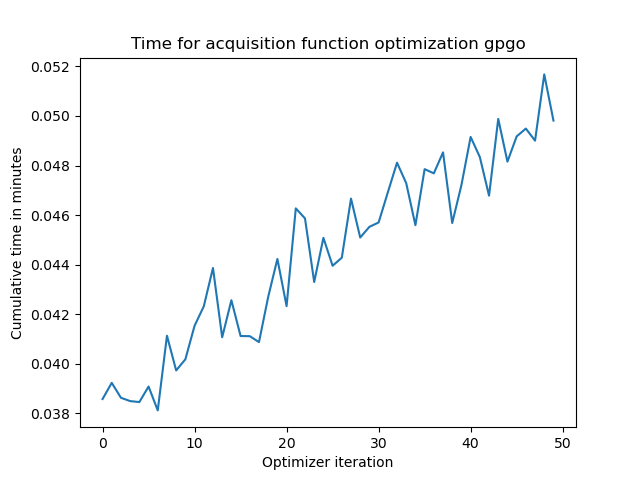 Time for acquisition function optimization gpgo
0.052
0.050
0.048
0.046
0.044
0.042
0.040
0.038
Cumulative time in minutes
0 10 20 30 40 50
Optimizer iteration